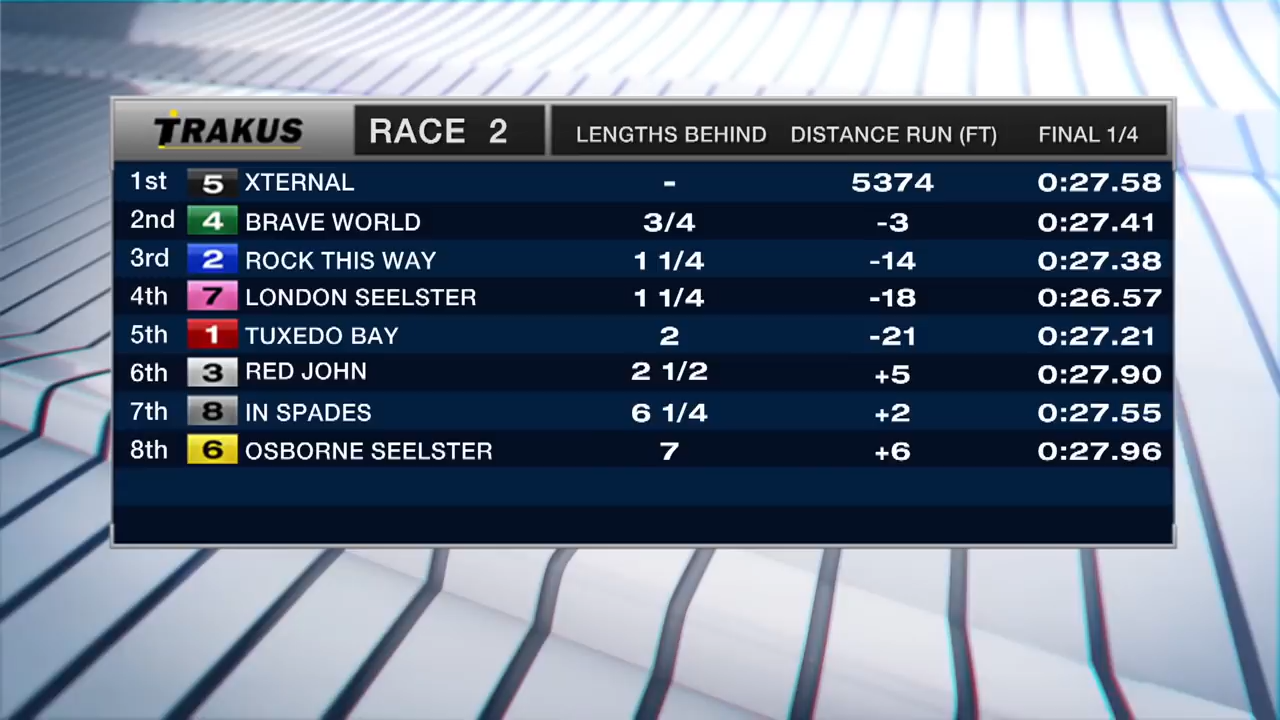 TRAKUS RACE 2 LENGTHS BEHIND DISTANCE RUN (FT) FINAL 1/4
1st 5 XTERNAL - 5374 0:27.58
2nd 4 BRAVE WORLD 3/4 -3 0:27.41
3rd 2 ROCK THIS WAY 1 1/4 -14 0:27.38
4th 7 LONDON SEELSTER 1 1/4 -18 0:26.57
5th 1 TUXEDO BAY 2 -21 0:27.21
6th 3 RED JOHN 2 1/2 +5 0:27.90
7th 8 IN SPADES 6 1/4 +2 0:27.55
8th 6 OSBORNE SEELSTER 7 +6 0:27.96